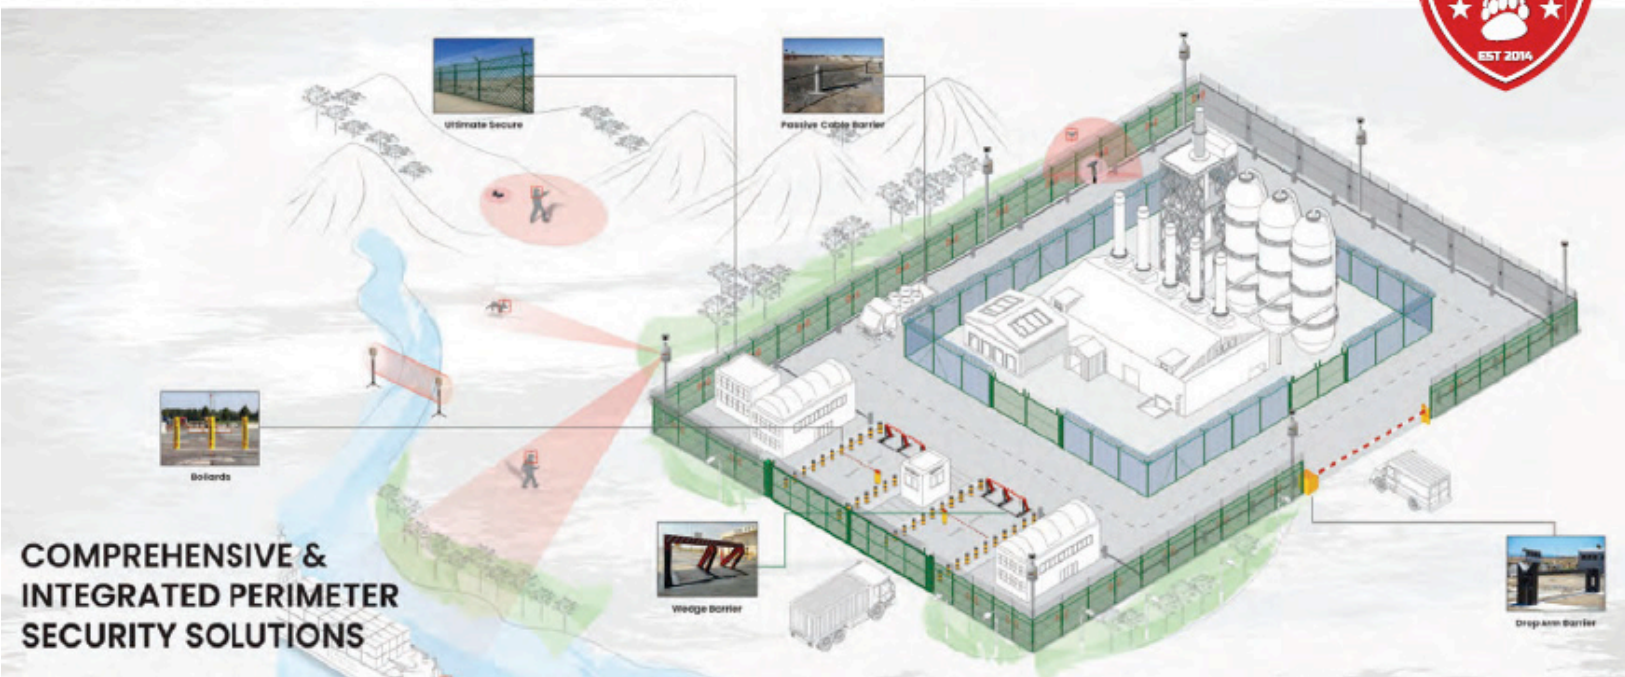 EST 2014
Ultimate Secure
Passive Cable Barrier
Bollards
Wedge Barrier
Drop Arm Barrier
COMPREHENSIVE &
INTEGRATED PERIMETER
SECURITY SOLUTIONS